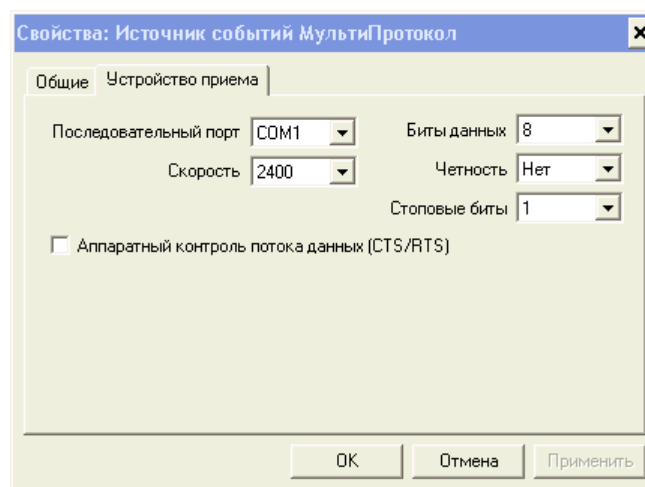 Свойства: Источник событий МультиПротокол
Общие Устройство приема
Последовательный порт COM1 Биты данных 8
Скорость 2400 Четность Нет
Стоповые биты 1
Аппаратный контроль потока данных (CTS/RTS)
OK Отмена Применить